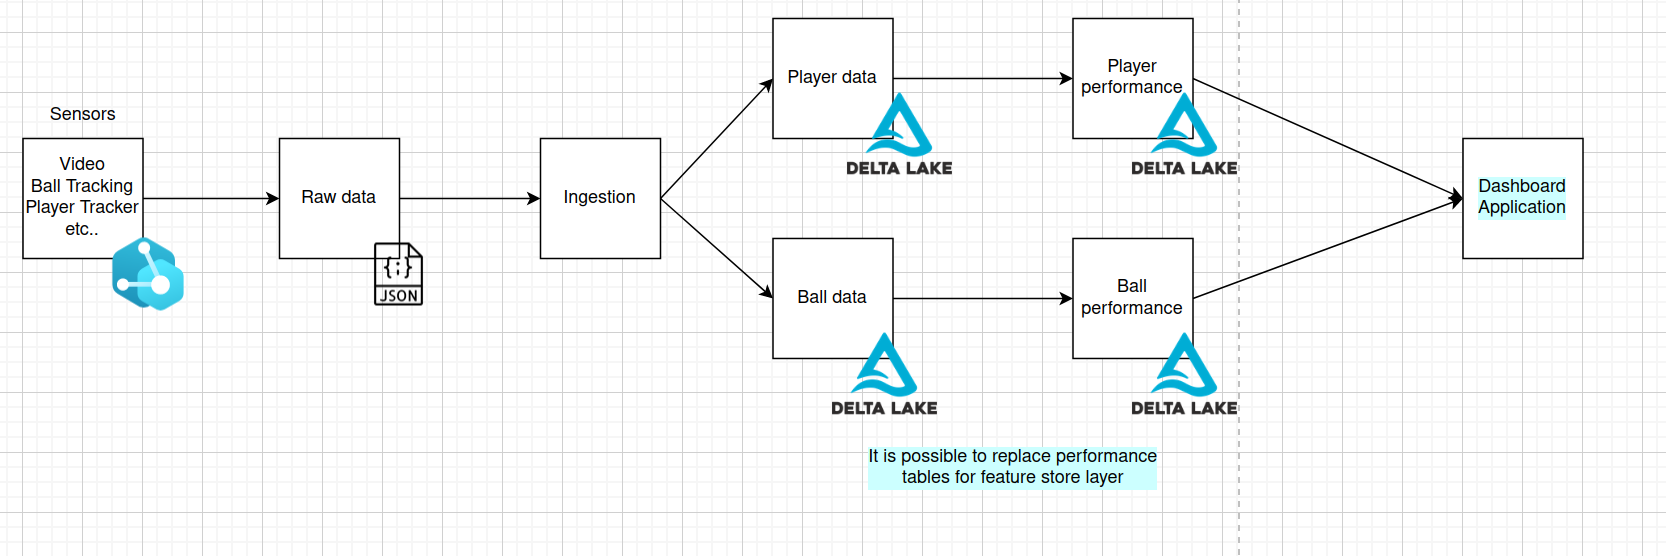 Sensors
Video
Ball Tracking
Player Tracker
etc..
Raw data
{;}
JSON
Ingestion
Player data
DELTA LAKE
Player
performance
DELTA LAKE
Ball data
DELTA LAKE
Ball
performance
DELTA LAKE
Dashboard
Application
It is possible to replace performance
tables for feature store layer